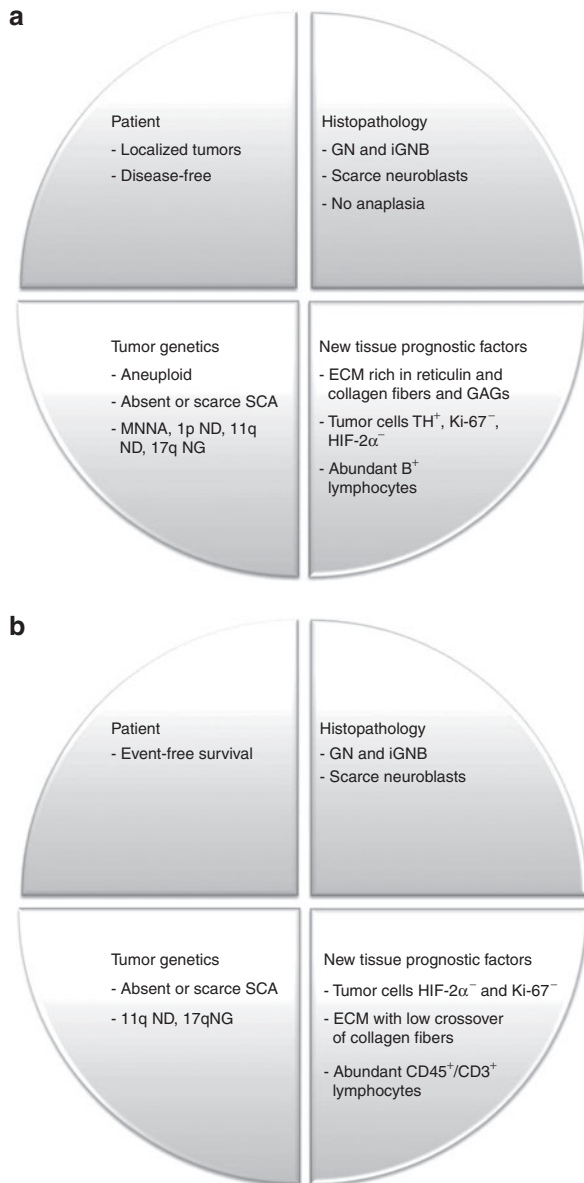 a
Patient
- Localized tumors
- Disease-free
Histopathology
- GN and iGNB
- Scarce neuroblasts
- No anaplasia
Tumor genetics
- Aneuploid
- Absent or scarce SCA
- MNNA, 1p ND, 11q
ND, 17q NG
New tissue prognostic factors
- ECM rich in reticulin and
collagen fibers and GAGs
- Tumor cells TH⁺, Ki-67⁻,
HIF-2α⁻
- Abundant B⁺
lymphocytes
b
Patient
- Event-free survival
Histopathology
- GN and iGNB
- Scarce neuroblasts
Tumor genetics
- Absent or scarce SCA
- 11q ND, 17qNG
New tissue prognostic factors
- Tumor cells HIF-2α⁻ and Ki-67⁻
- ECM with low crossover
of collagen fibers
- Abundant CD45⁺/CD3⁺
lymphocytes